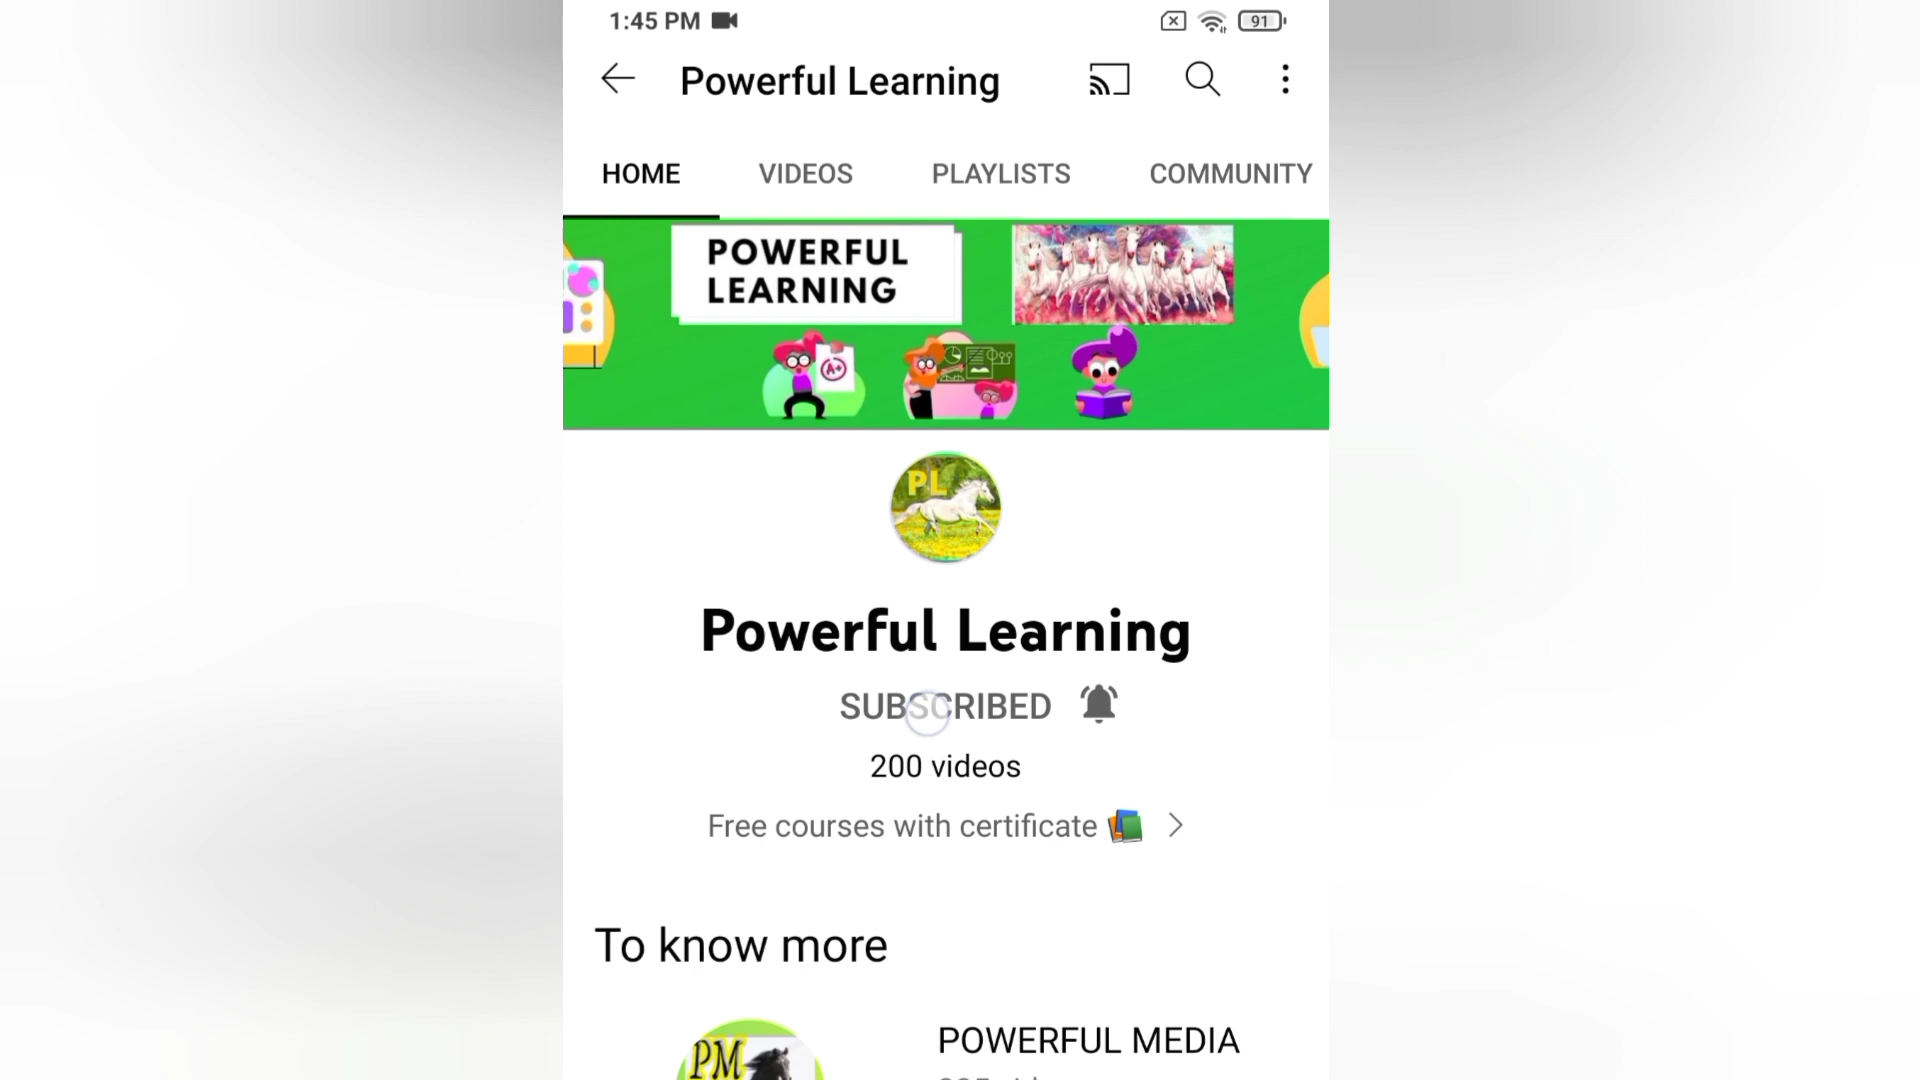 1:45 PM
91
Powerful Learning
HOME VIDEOS PLAYLISTS COMMUNITY
POWERFUL
LEARNING
A+
PL
Powerful Learning
SUBSCRIBED
200 videos
Free courses with certificate
To know more
PM
POWERFUL MEDIA